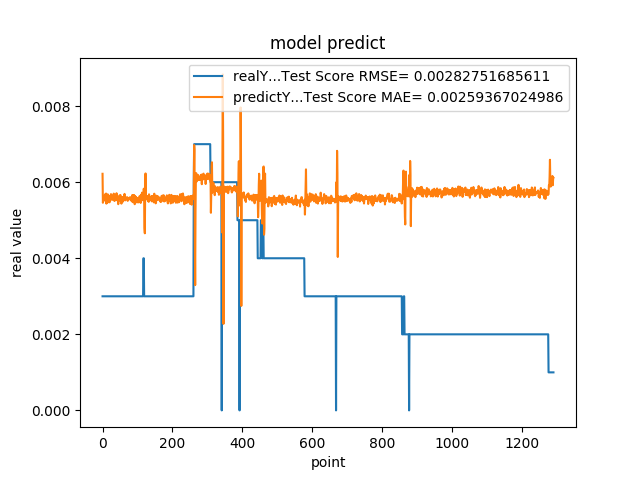 model predict
realY...Test Score RMSE= 0.00282751685611
predictY...Test Score MAE= 0.00259367024986
0.008
0.006
0.004
0.002
0.000
real value
0 200 400 600 800 1000 1200
point